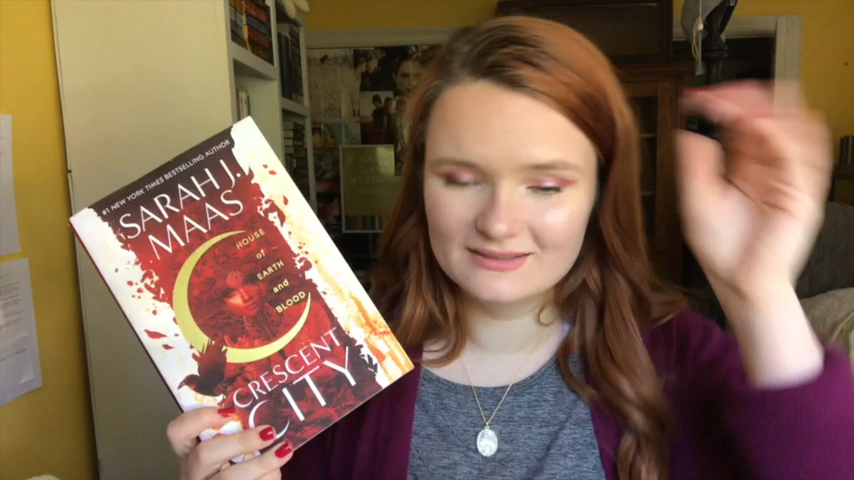 #1 NEW YORK TIMES BESTSELLING AUTHOR
SARAH J.
MAAS
HOUSE
of
EARTH
and
BLOOD
CRESCENT
CITY